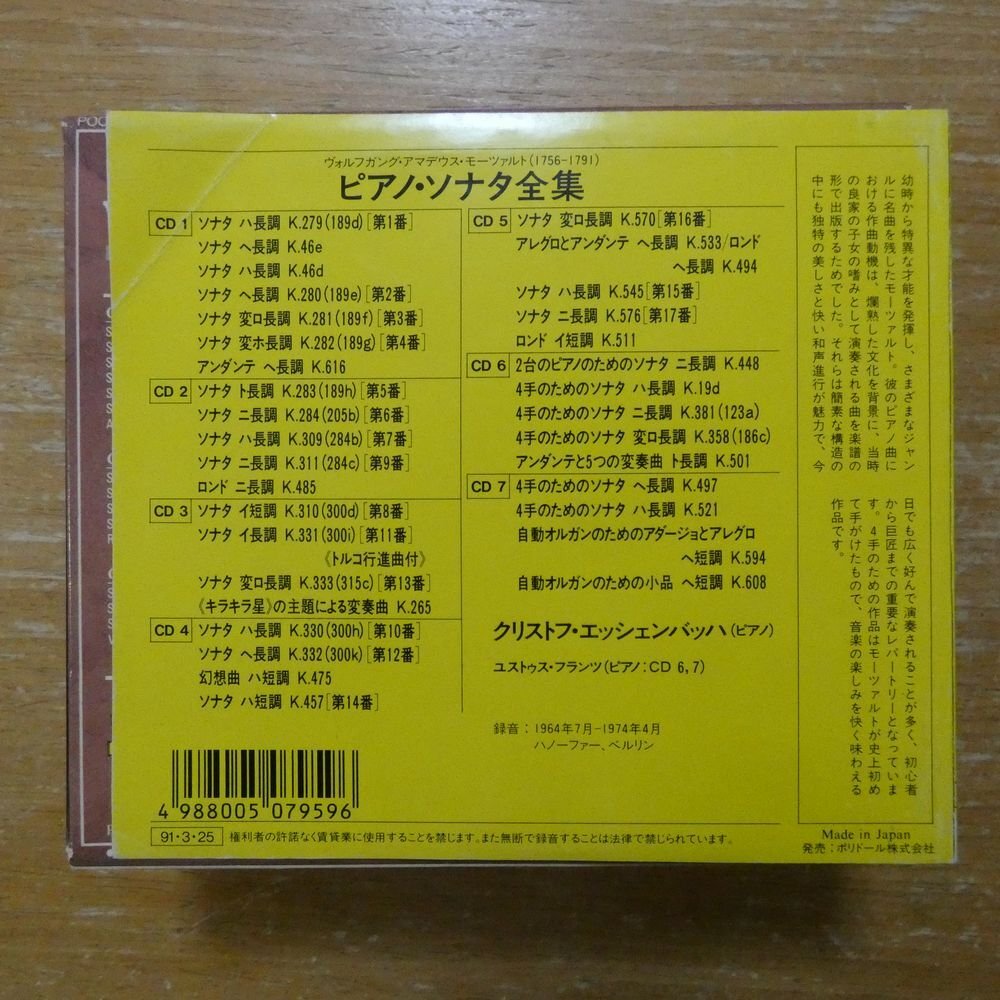 POC
ヴォルフガング・アマデウス・モーツァルト(1756-1791)
ピアノ・ソナタ全集
CD 1 ソナタ ハ長調 K.279(189d)[第1番]
ソナタ ヘ長調 K.46e
ソナタ ハ長調 K.46d
ソナタ ヘ長調 K.280(189e)[第2番]
ソナタ 変ロ長調 K.281(189f)[第3番]
ソナタ 変ホ長調 K.282(189g)[第4番]
アンダンテ ヘ長調 K.616
CD 2 ソナタ ト長調 K.283(189h)[第5番]
ソナタ ニ長調 K.284(205b)[第6番]
ソナタ ハ長調 K.309(284b)[第7番]
ソナタ ニ長調 K.311(284c)[第9番]
ロンド ニ長調 K.485
CD 3 ソナタ イ短調 K.310(300d)[第8番]
ソナタ イ長調 K.331(300i)[第11番]
《トルコ行進曲付》
ソナタ 変ロ長調 K.333(315c)[第13番]
《キラキラ星》の主題による変奏曲 K.265
CD 4 ソナタ ハ長調 K.330(300h)[第10番]
ソナタ ヘ長調 K.332(300k)[第12番]
幻想曲 ハ短調 K.475
ソナタ ハ短調 K.457[第14番]
CD 5 ソナタ 変ロ長調 K.570[第16番]
アレグロとアンダンテ ヘ長調 K.533/ロンド
ヘ長調 K.494
ソナタ ハ長調 K.545[第15番]
ソナタ ニ長調 K.576[第17番]
ロンド イ短調 K.511
CD 6 2台のピアノのためのソナタ ニ長調 K.448
4手のためのソナタ ハ長調 K.19d
4手のためのソナタ ニ長調 K.381(123a)
4手のためのソナタ 変ロ長調 K.358(186c)
アンダンテと5つの変奏曲 ト長調 K.501
CD 7 4手のためのソナタ ヘ長調 K.497
4手のためのソナタ ハ長調 K.521
自動オルガンのためのアダージョとアレグロ
ヘ短調 K.594
自動オルガンのための小品 ヘ短調 K.608
クリストフ・エッシェンバッハ(ピアノ)
ユストゥス・フランツ(ピアノ:CD 6,7)
録音:1964年7月-1974年4月
ハノーファー、ベルリン
幼時から特異な才能を発揮し、さまざまなジャン
ルに名曲を残したモーツァルト。彼のピアノ曲に
おける作曲動機は、爛熟した文化を背景に、当時
の良家の子女の嗜みとして演奏される曲を楽譜の
形で出版するためでした。それらは簡素な構造の
中にも独特の美しさと快い和声進行が魅力で、今
日でも広く好んで演奏されることが多く、初心者
から巨匠までの重要なレパートリーとなっていま
す。4手のための作品はモーツァルトが史上初め
て手がけたもので、音楽の楽しみを快く味わえる
作品です。
4 988005 079596
91・3・25 権利者の許諾なく賃貸業に使用することを禁じます。また無断で録音することは法律で禁じられています。
Made in Japan
発売:ポリドール株式会社